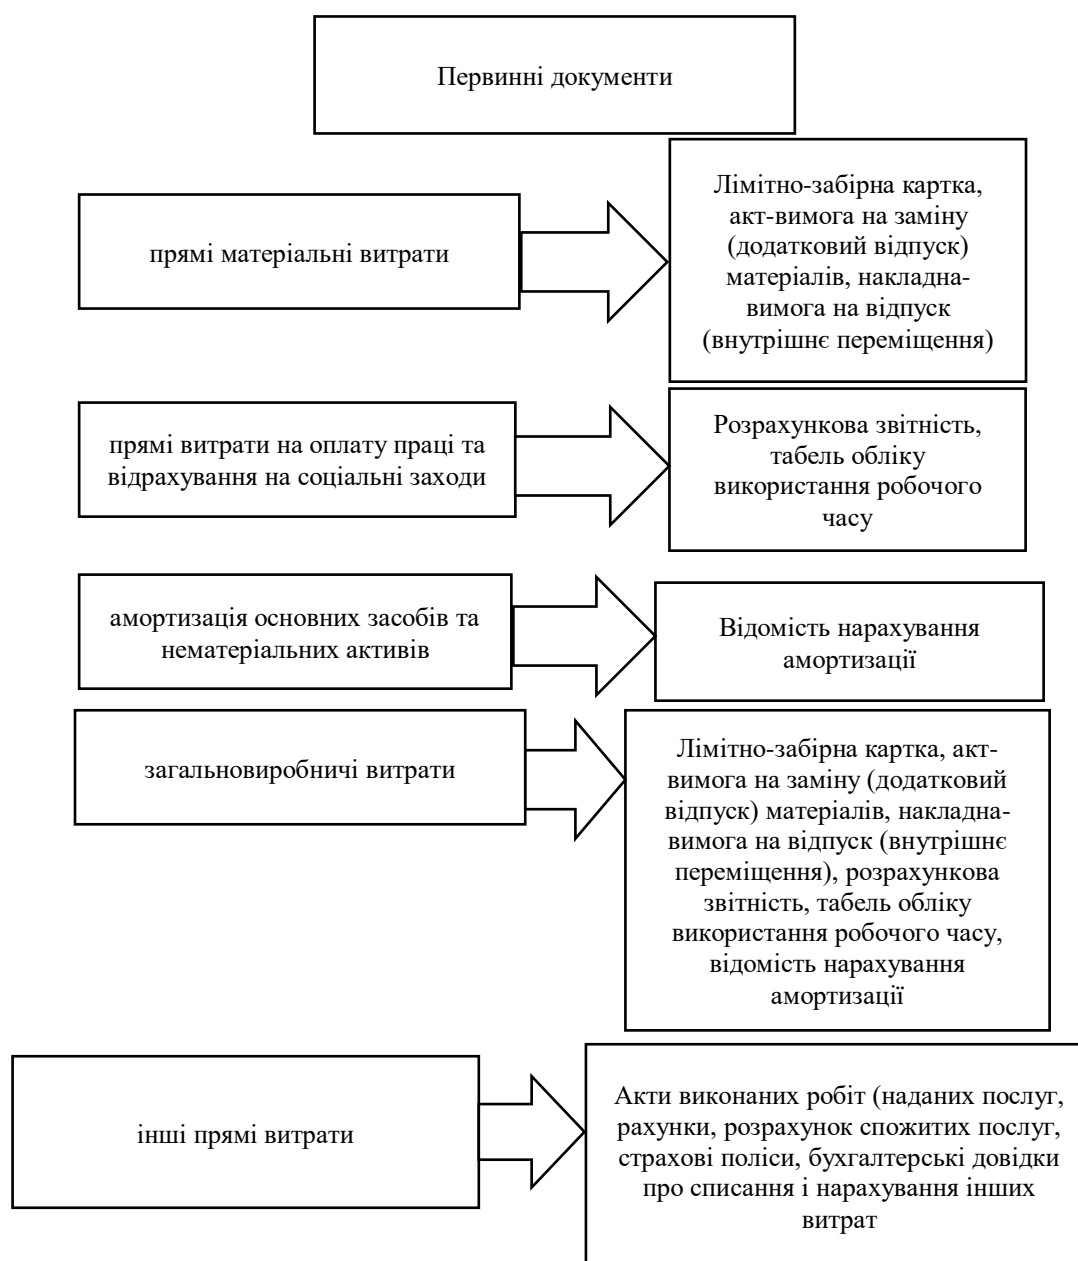 Первинні документи
прямі матеріальні витрати
Лімітно-забірна картка,
акт-вимога на заміну
(додатковий відпуск)
матеріалів, накладна-
вимога на відпуск
(внутрішнє переміщення)
прямі витрати на оплату праці та
відрахування на соціальні заходи
Розрахункова звітність,
табель обліку
використання робочого
часу
амортизація основних засобів та
нематеріальних активів
Відомість нарахування
амортизації
загальновиробничі витрати
Лімітно-забірна картка, акт-
вимога на заміну (додатковий
відпуск) матеріалів, накладна-
вимога на відпуск (внутрішнє
переміщення), розрахункова
звітність, табель обліку
використання робочого часу,
відомість нарахування
амортизації
інші прямі витрати
Акти виконаних робіт (наданих послуг,
рахунки, розрахунок спожитих послуг,
страхові поліси, бухгалтерські довідки
про списання і нарахування інших
витрат